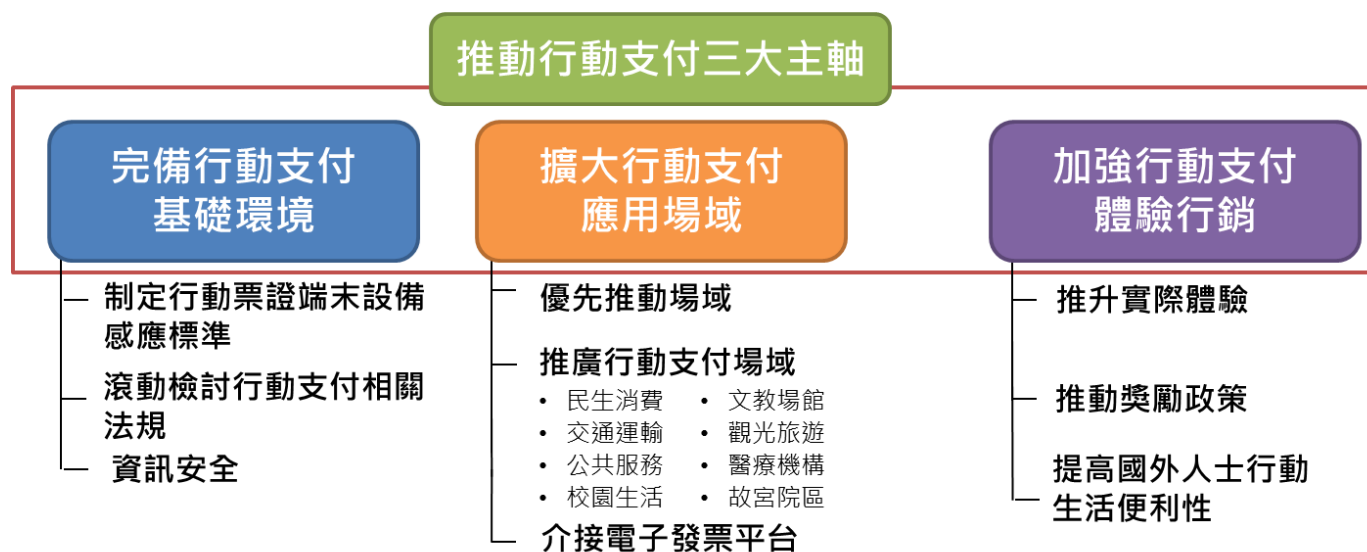 推動行動支付三大主軸
完備行動支付
基礎環境
制定行動票證端末設備
感應標準
滾動檢討行動支付相關
法規
資訊安全
擴大行動支付
應用場域
優先推動場域
推廣行動支付場域
• 民生消費
• 交通運輸
• 公共服務
• 校園生活
• 文教場館
• 觀光旅遊
• 醫療機構
• 故宮院區
介接電子發票平台
加強行動支付
體驗行銷
推升實際體驗
推動獎勵政策
提高國外人士行動
生活便利性